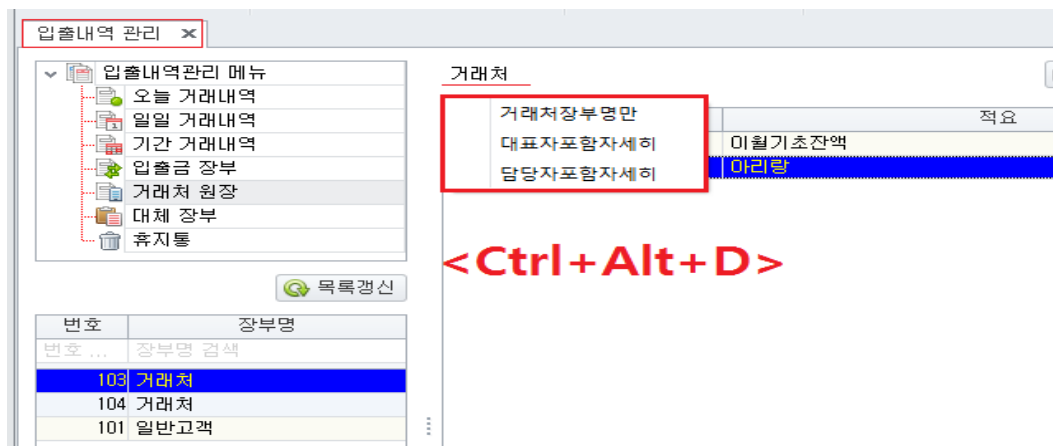 입출내역 관리 ×
입출내역관리 메뉴
오늘 거래내역
일일 거래내역
기간 거래내역
입출금 장부
거래처 원장
대체 장부
휴지통
목록갱신
번호 장부명
번호 ... 장부명 검색
103 거래처
104 거래처
101 일반고객
거래처
거래처장부명만
대표자포함자세히
담당자포함자세히
적요
이월기초잔액
아리랑
<Ctrl+Alt+D>